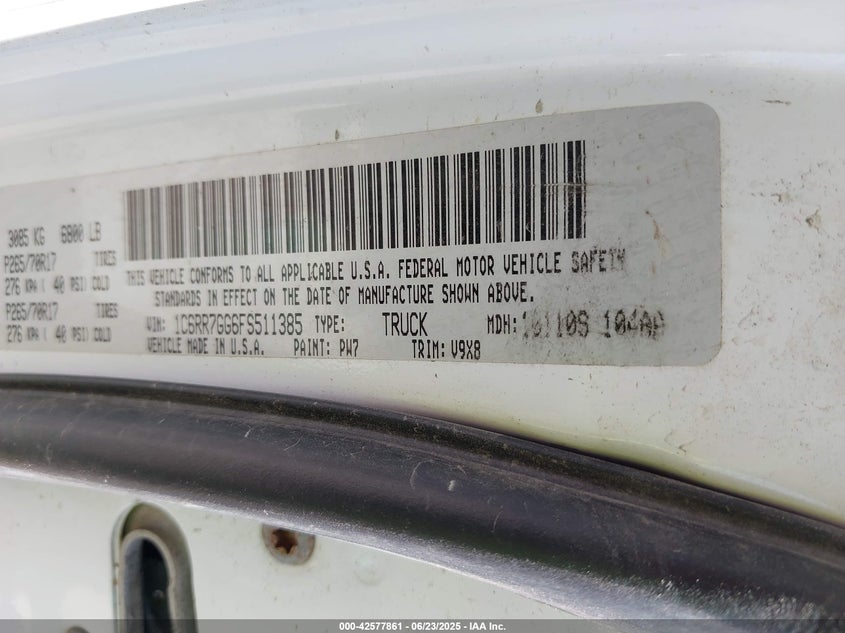 3085 KG 6800 LB
P265/70R17 TIRES
276 KPA ( 40 PSI) COLD
P265/70R17 TIRES
276 KPA ( 40 PSI) COLD
THIS VEHICLE CONFORMS TO ALL APPLICABLE U.S.A. FEDERAL MOTOR VEHICLE SAFETY
STANDARDS IN EFFECT ON THE DATE OF MANUFACTURE SHOWN ABOVE.
VIN: 1C6RR7GG6FS511385 TYPE: TRUCK MDH:
VEHICLE MADE IN U.S.A. PAINT: PW7 TRIM: V9X8
000-42577861 - 06/23/2025 - IAA Inc.